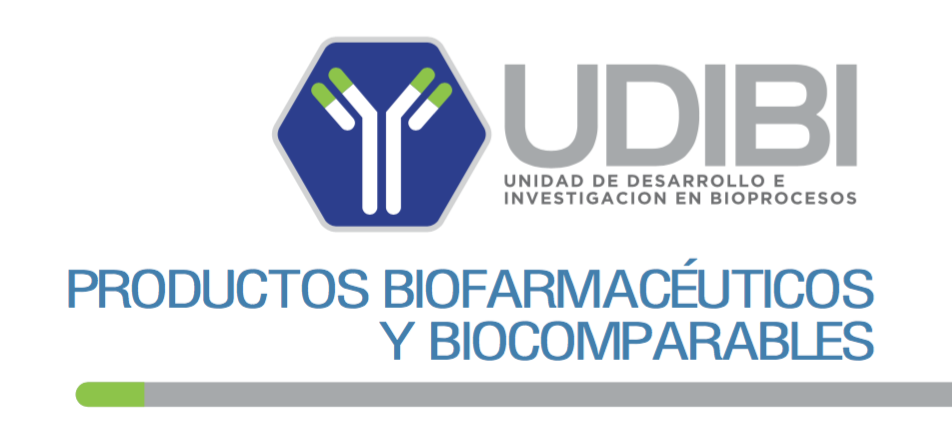 UDIBI
UNIDAD DE DESARROLLO E
INVESTIGACION EN BIOPROCESOS
PRODUCTOS BIOFARMACÉUTICOS
Y BIOCOMPARABLES